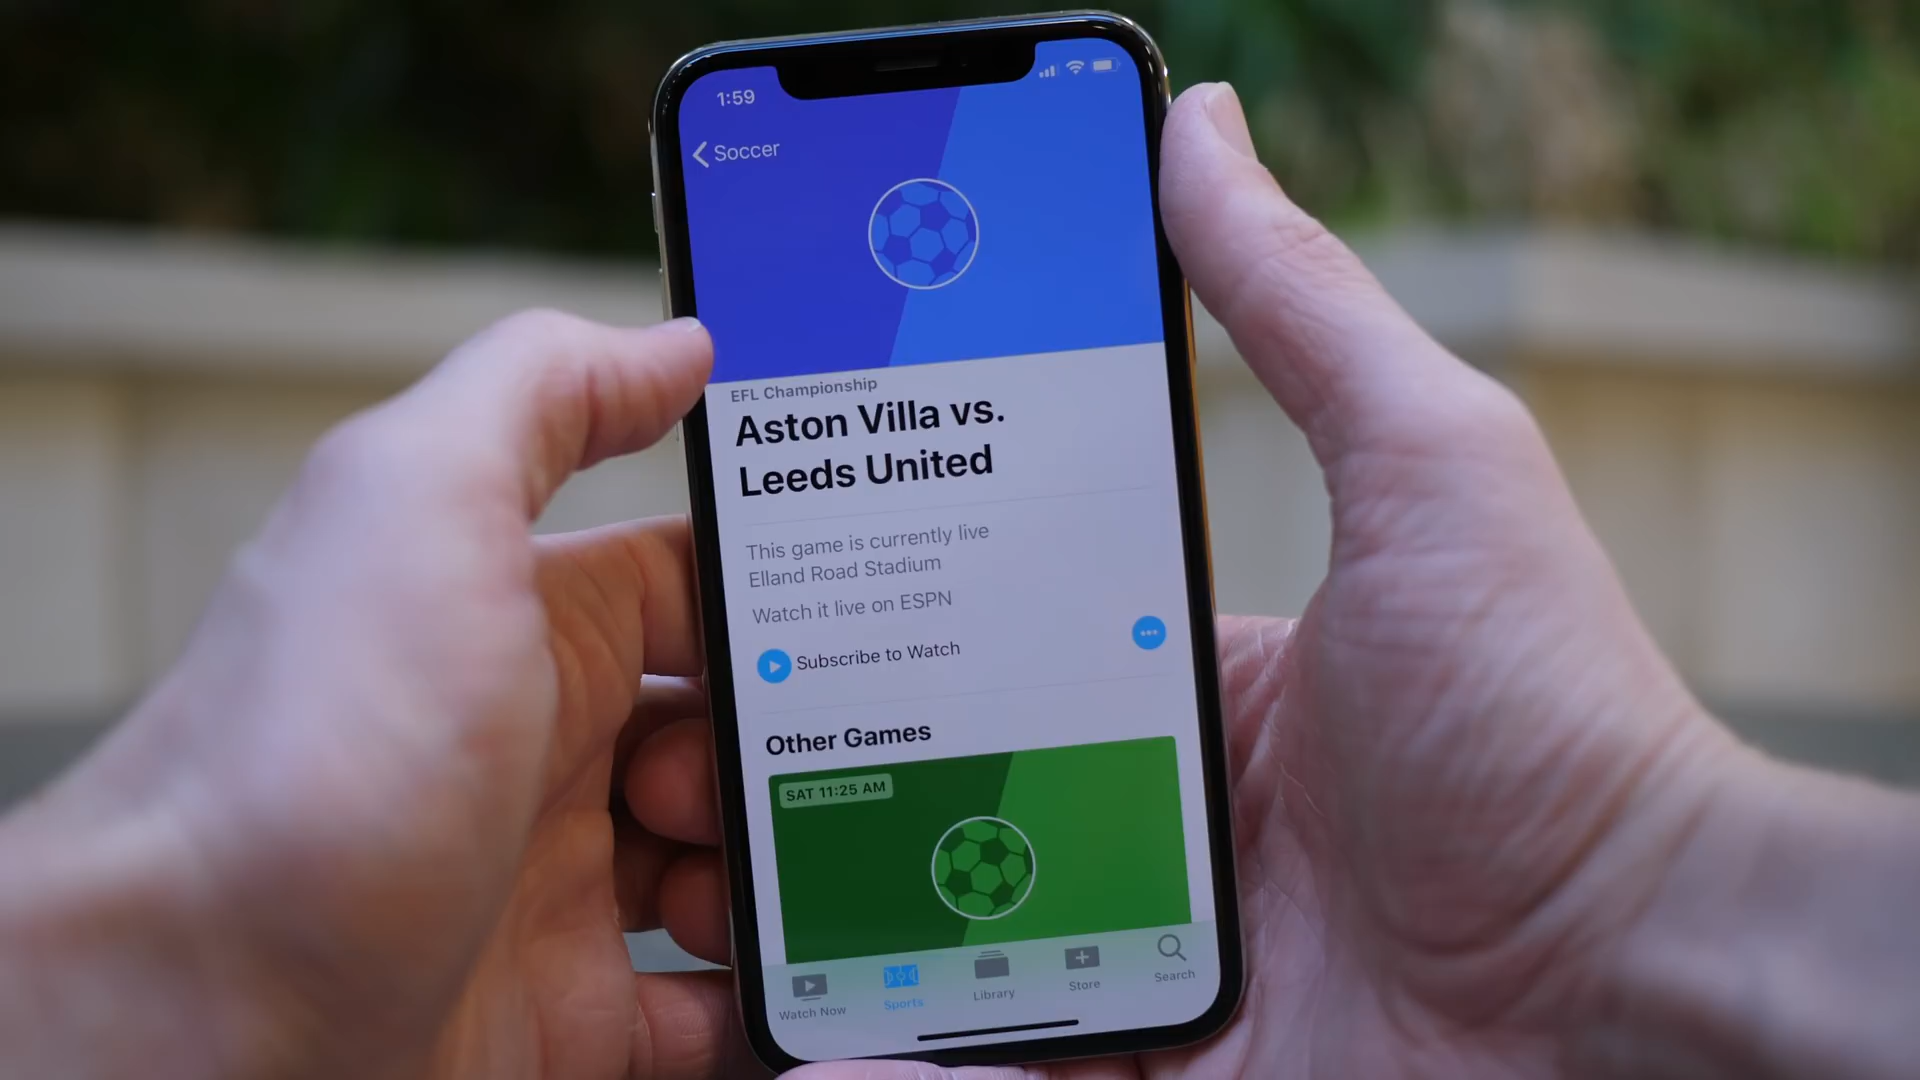 1:59
Soccer
EFL Championship
Aston Villa vs.
Leeds United
This game is currently live
Elland Road Stadium
Watch it live on ESPN
Subscribe to Watch
Other Games
SAT 11:25 AM
Watch Now
Sports
Library
Store
Search